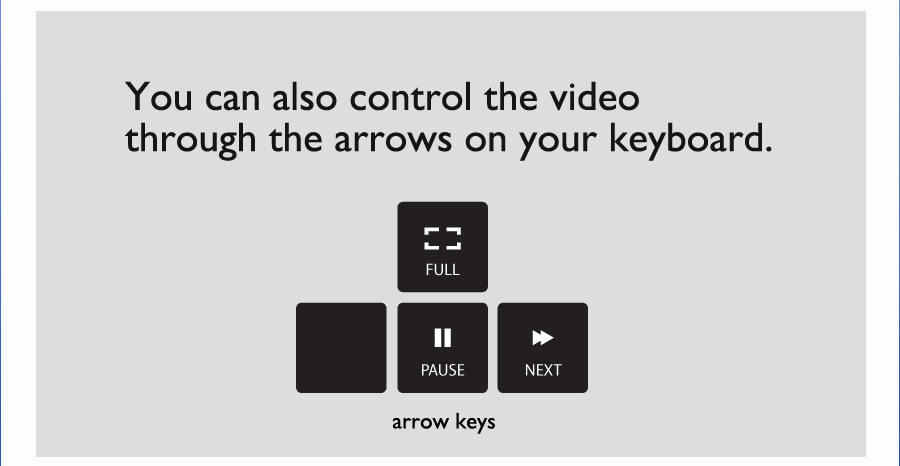 You can also control the video
through the arrows on your keyboard.
FULL
PAUSE
NEXT
arrow keys